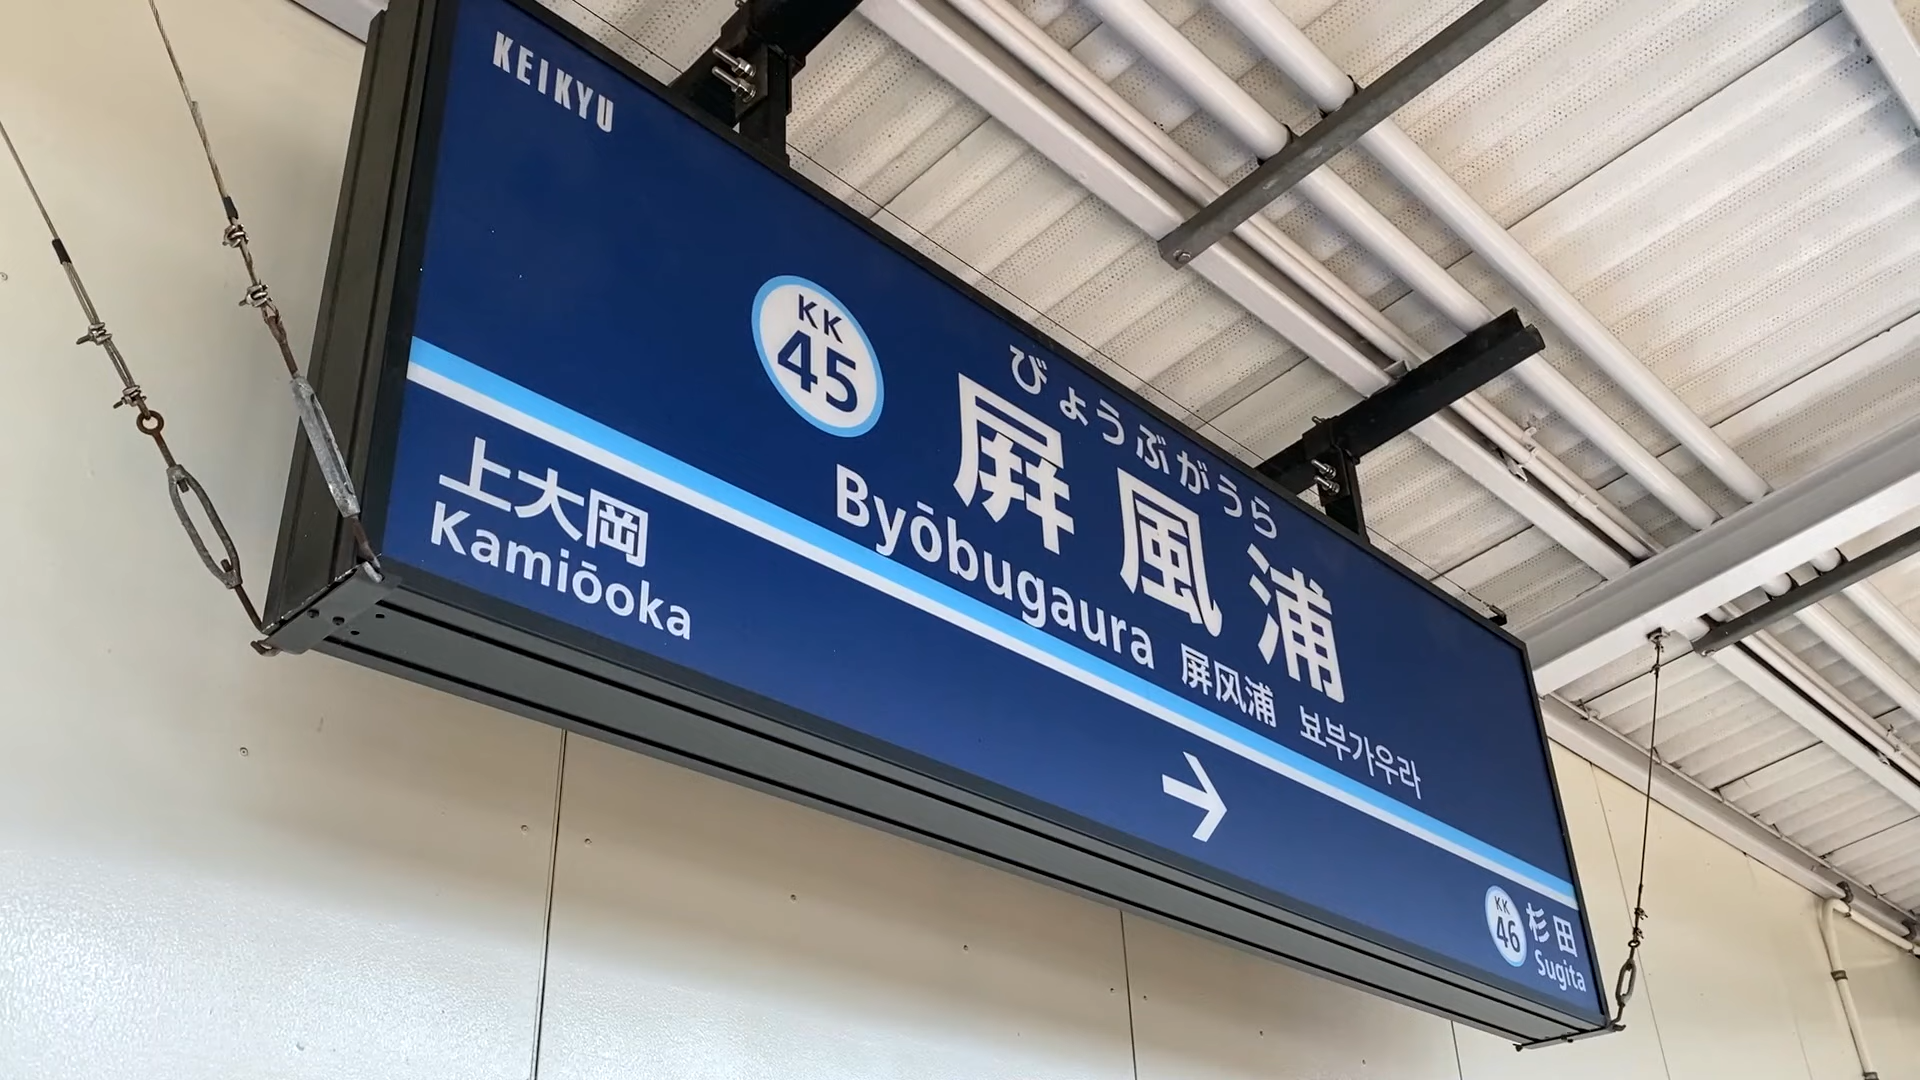 KEIKYU
KK
45
びょうぶがうら
屏風浦
Byōbugaura
屏风浦
뵤부가우라
上大岡
Kamiōoka
→
KK
46
杉田
Sugita